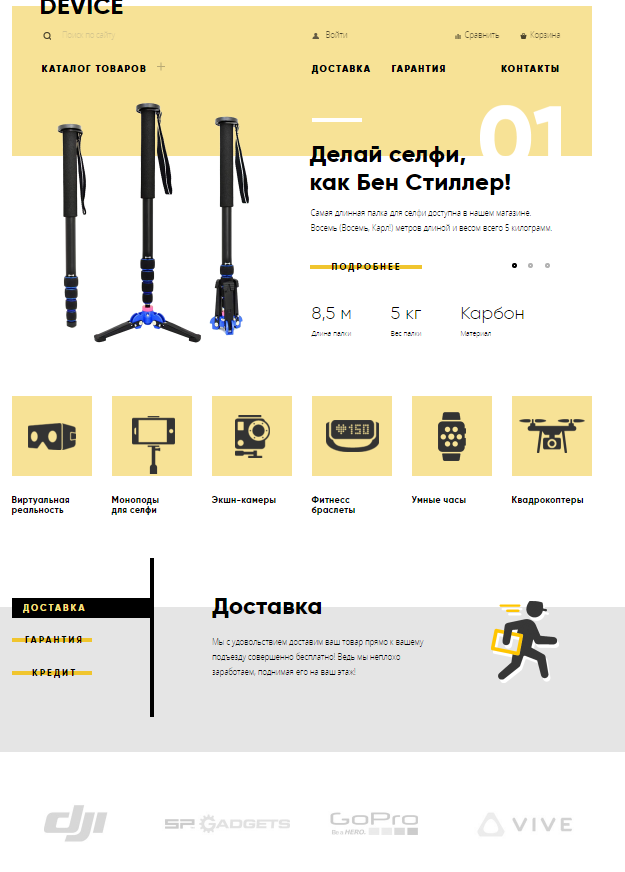 DEVICE
Поиск по сайту
Войти
Сравнить
Корзина
КАТАЛОГ ТОВАРОВ +
ДОСТАВКА
ГАРАНТИЯ
КОНТАКТЫ
01
Делай селфи,
как Бен Стиллер!
Самая длинная палка для селфи доступна в нашем магазине.
Восемь (Восемь, Карл!) метров длиной и весом всего 5 килограмм.
ПОДРОБНЕЕ
8,5 м
5 кг
Карбон
Длина палки
Вес палки
Материал
150
Виртуальная
реальность
Моноподы
для селфи
Экшн-камеры
Фитнесс
браслеты
Умные часы
Квадрокоптеры
ДОСТАВКА
ГАРАНТИЯ
КРЕДИТ
Доставка
Мы с удовольствием доставим ваш товар прямо к вашему
подъезду совершенно бесплатно! Ведь мы неплохо
заработаем, поднимая его на ваш этаж!
dji
SP GADGETS
GoPro
Be a HERO.
VIVE